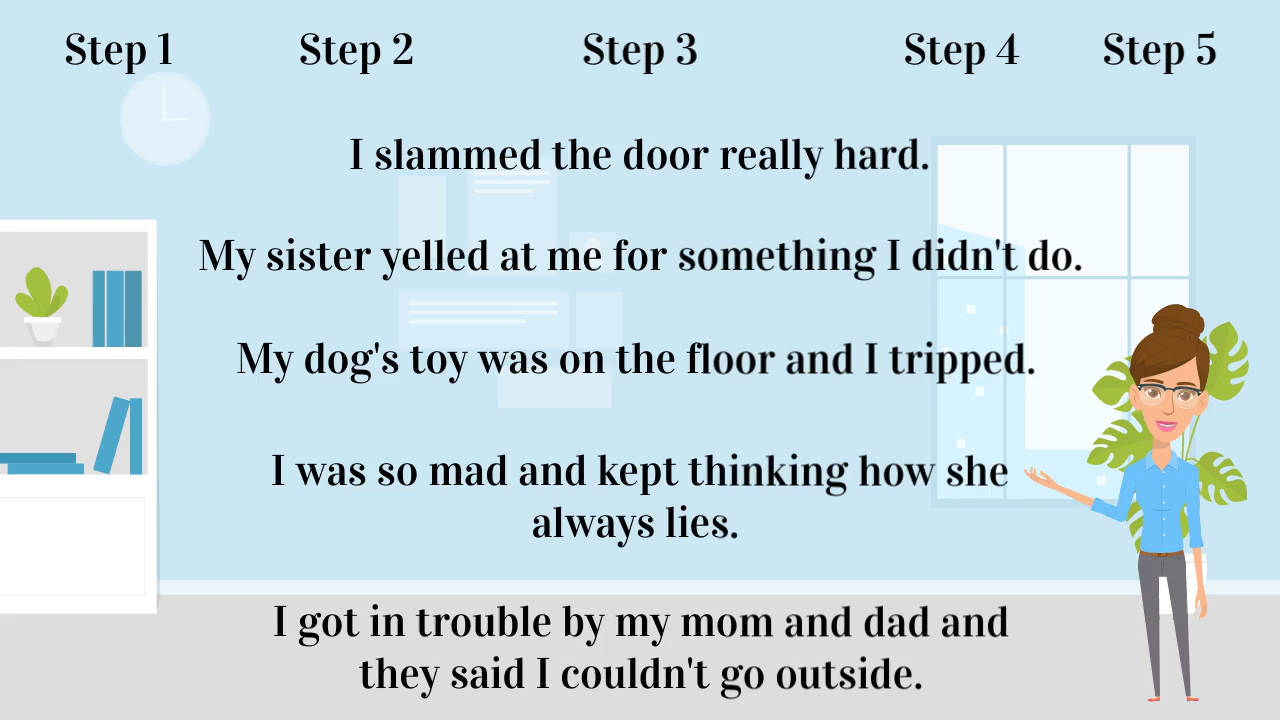 Step 1 Step 2 Step 3 Step 4 Step 5
I slammed the door really hard.
My sister yelled at me for something I didn't do.
My dog's toy was on the floor and I tripped.
I was so mad and kept thinking how she
always lies.
I got in trouble by my mom and dad and
they said I couldn't go outside.